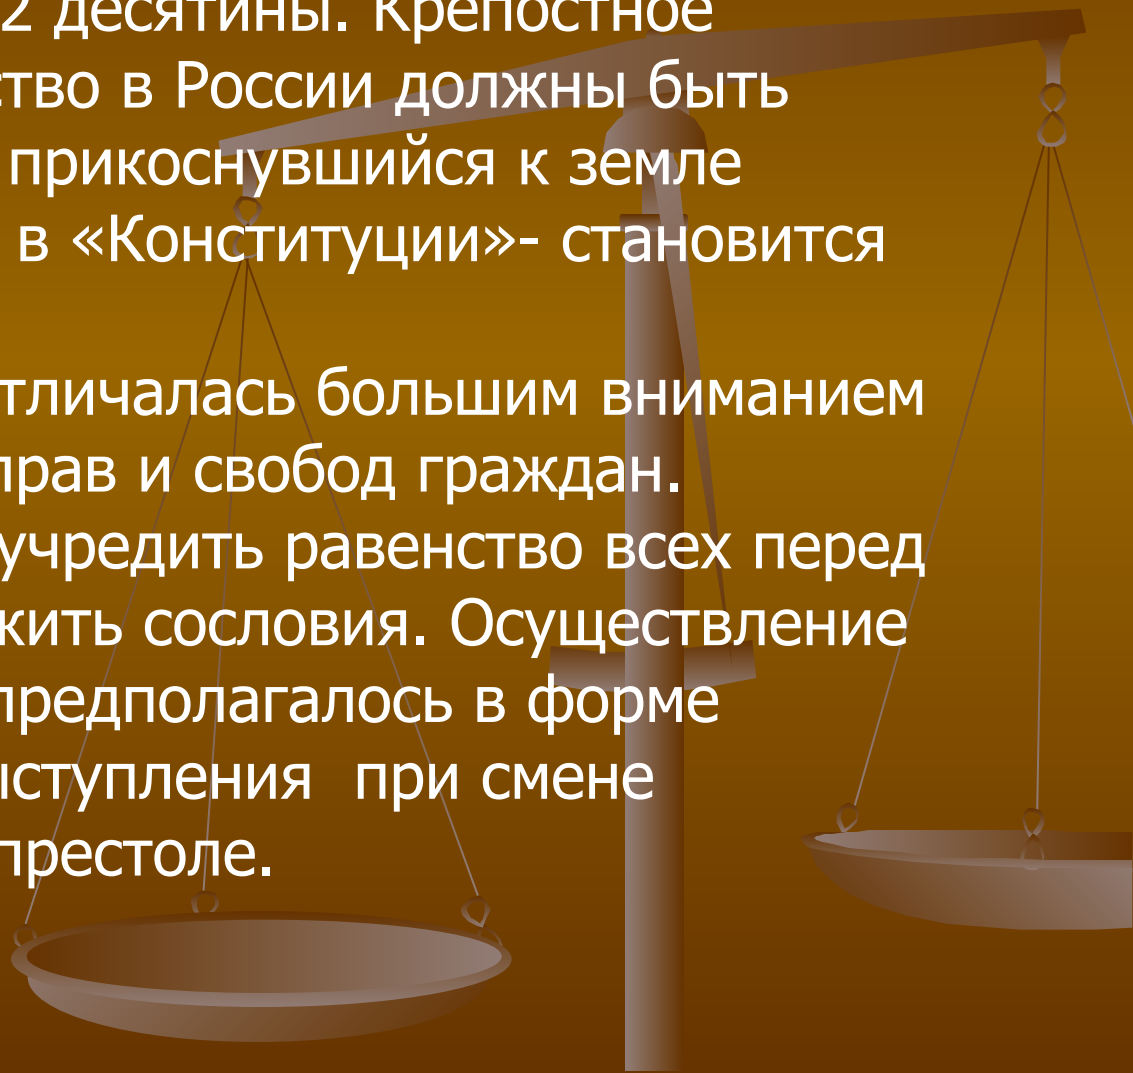 2 десятины. Крепостное
ство в России должны быть
прикоснувшийся к земле
в «Конституции»- становится
тличалась большим вниманием
прав и свобод граждан.
учредить равенство всех перед
жить сословия. Осуществление
предполагалось в форме
ыступления при смене
престоле.